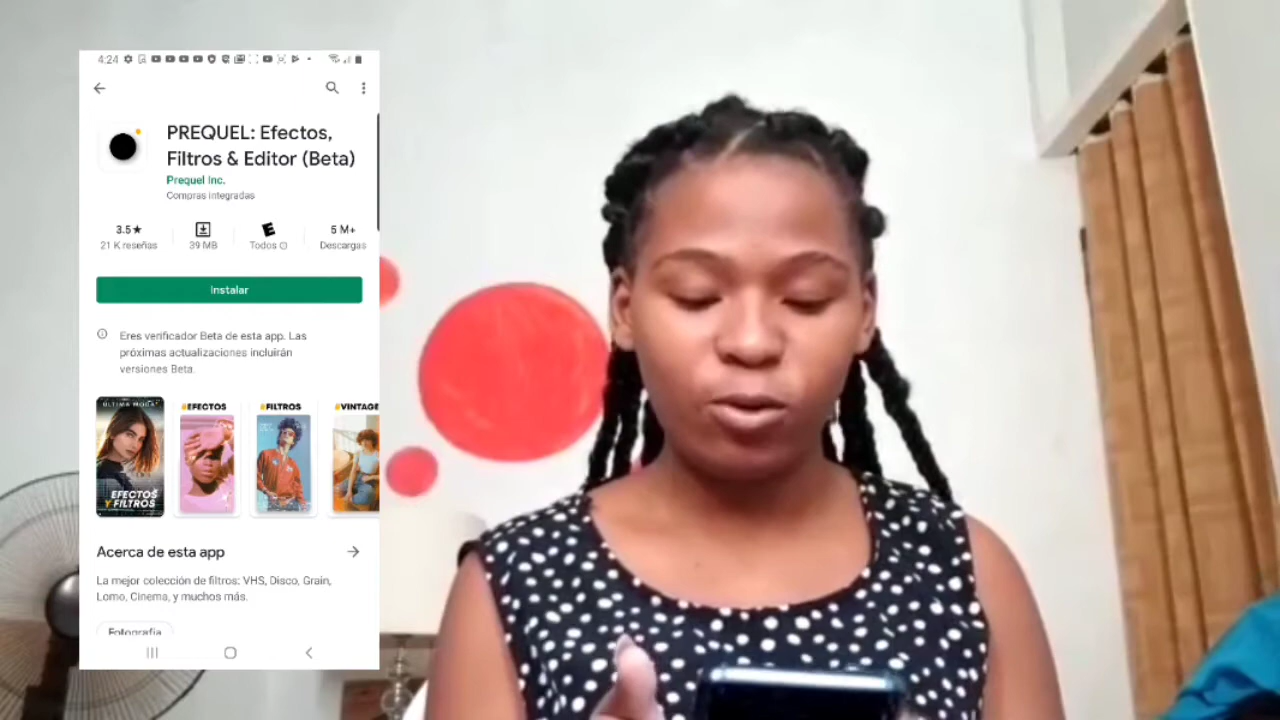 4:24
PREQUEL: Efectos,
Filtros & Editor (Beta)
Prequel Inc.
Compras integradas
3.5★
21 K reseñas
39 MB
E
Todos
5 M+
Descargas
Instalar
Eres verificador Beta de esta app. Las
próximas actualizaciones incluirán
versiones Beta.
ÚLTIMA MODA
EFECTOS
Y FILTROS
#EFECTOS
#FILTROS
#VINTAGE
Acerca de esta app
La mejor colección de filtros: VHS, Disco, Grain,
Lomo, Cinema, y muchos más.
Fotografía